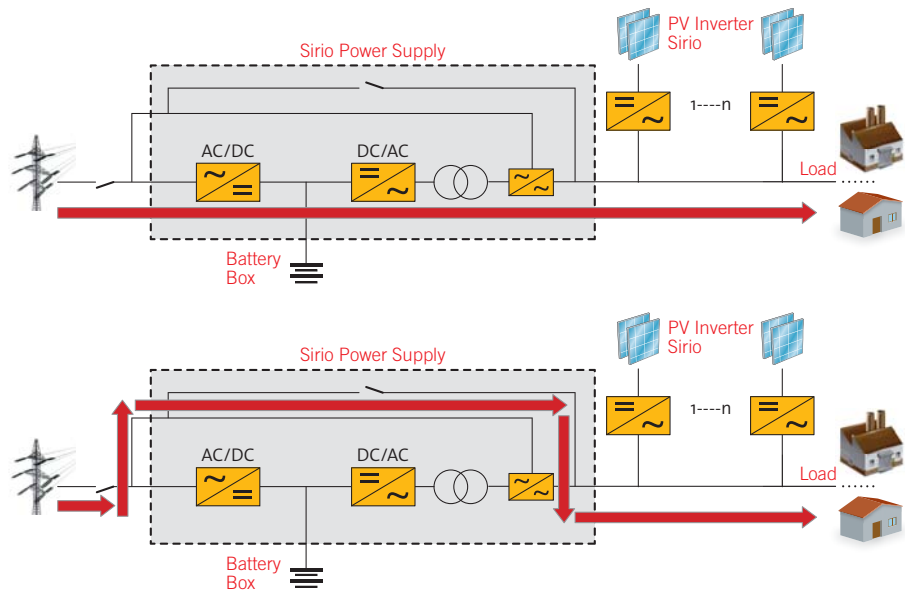 PV Inverter
Sirio
Sirio Power Supply
1----n
AC/DC
DC/AC
Load
Battery
Box
PV Inverter
Sirio
Sirio Power Supply
1----n
AC/DC
DC/AC
Load
Battery
Box